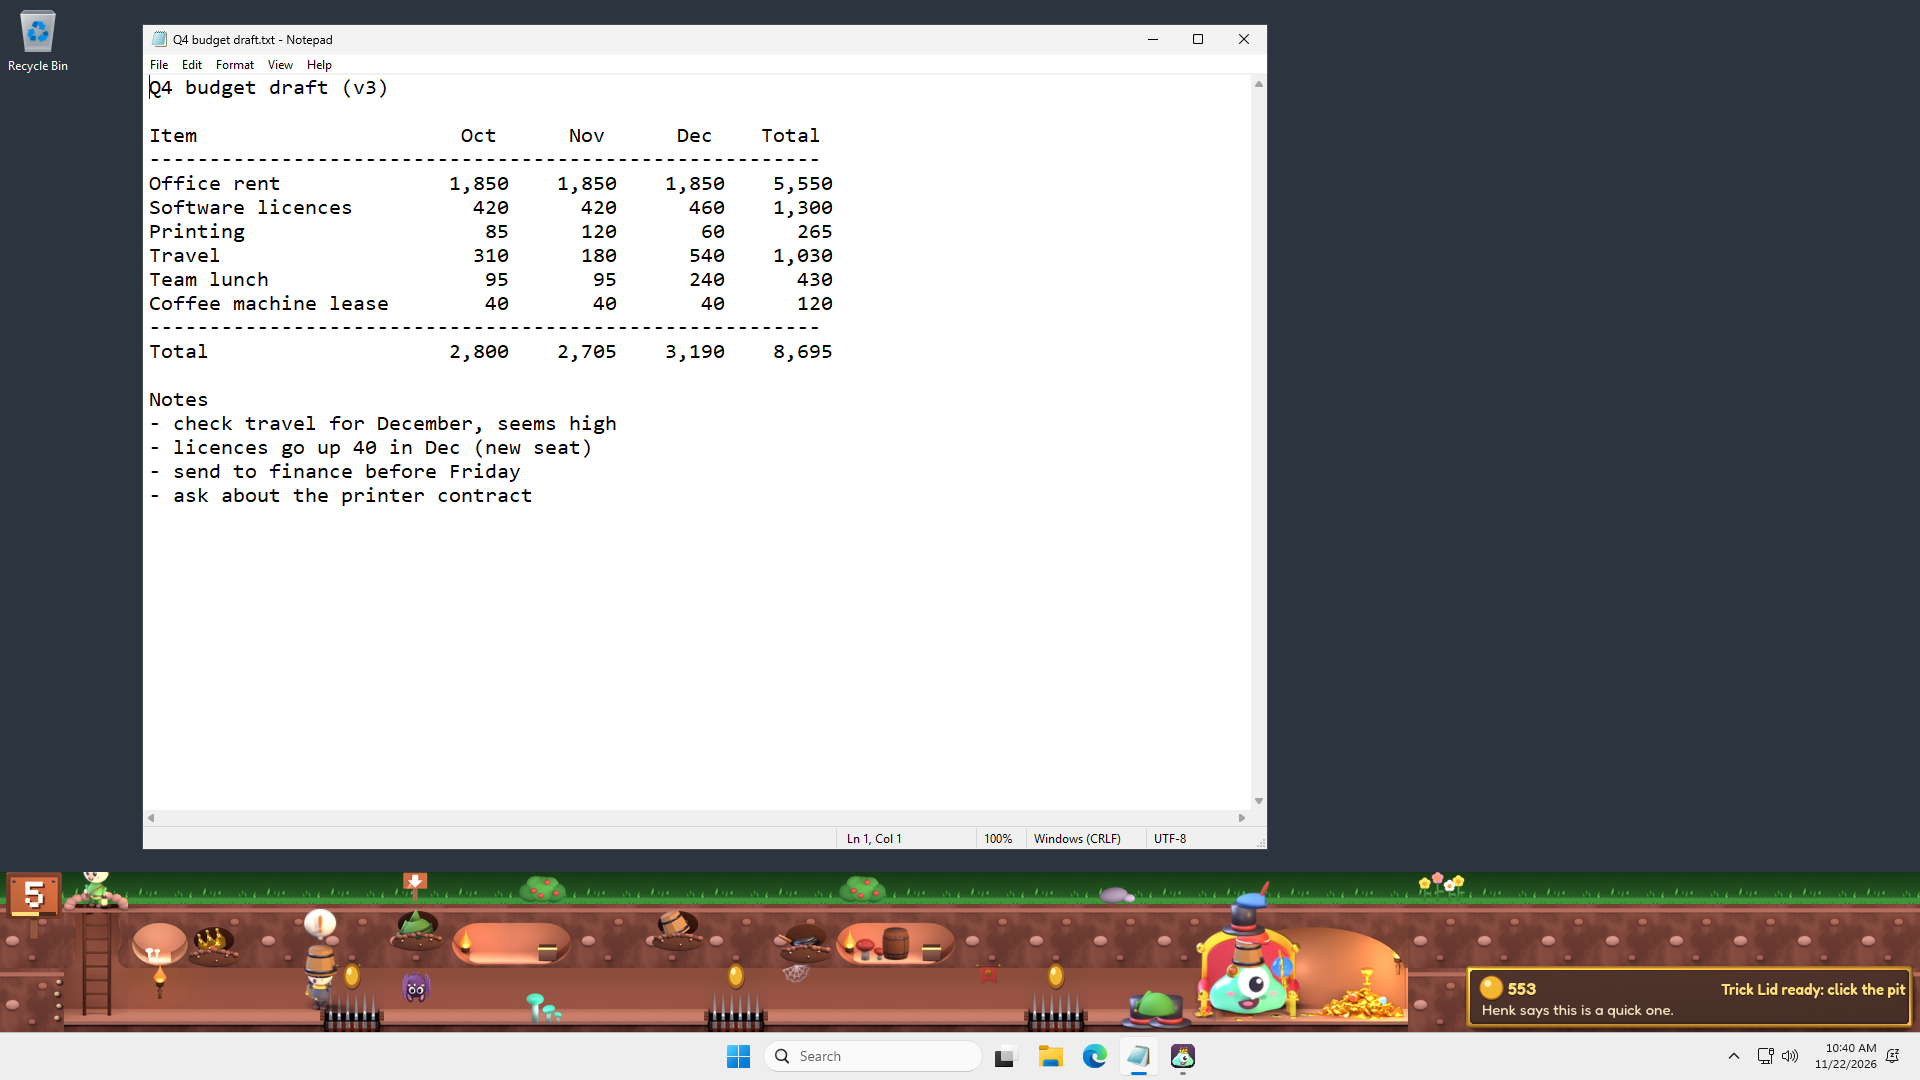 Recycle Bin
Q4 budget draft.txt - Notepad
File Edit Format View Help
Q4 budget draft (v3)
Item Oct Nov Dec Total
--------------------------------------------------------
Office rent 1,850 1,850 1,850 5,550
Software licences 420 420 460 1,300
Printing 85 120 60 265
Travel 310 180 540 1,030
Team lunch 95 95 240 430
Coffee machine lease 40 40 40 120
--------------------------------------------------------
Total 2,800 2,705 3,190 8,695
Notes
- check travel for December, seems high
- licences go up 40 in Dec (new seat)
- send to finance before Friday
- ask about the printer contract
Ln 1, Col 1 100% Windows (CRLF) UTF-8
5
553 Trick Lid ready: click the pit
Henk says this is a quick one.
Search
10:40 AM
11/22/2026